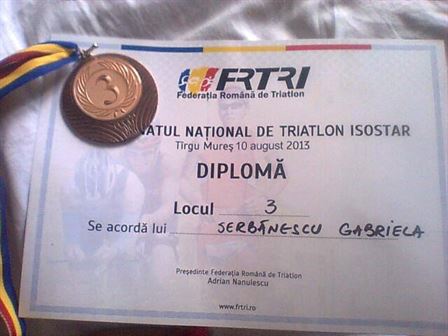 3
FRTRI
Federația Română de Triatlon
NATUL NAȚIONAL DE TRIATLON ISOSTAR
Tîrgu Mureș 10 august 2013
DIPLOMĂ
Locul 3
Se acordă lui ȘERBĂNESCU GABRIELA
Președinte Federația Română de Triatlon
Adrian Nanulescu
www.frtri.ro